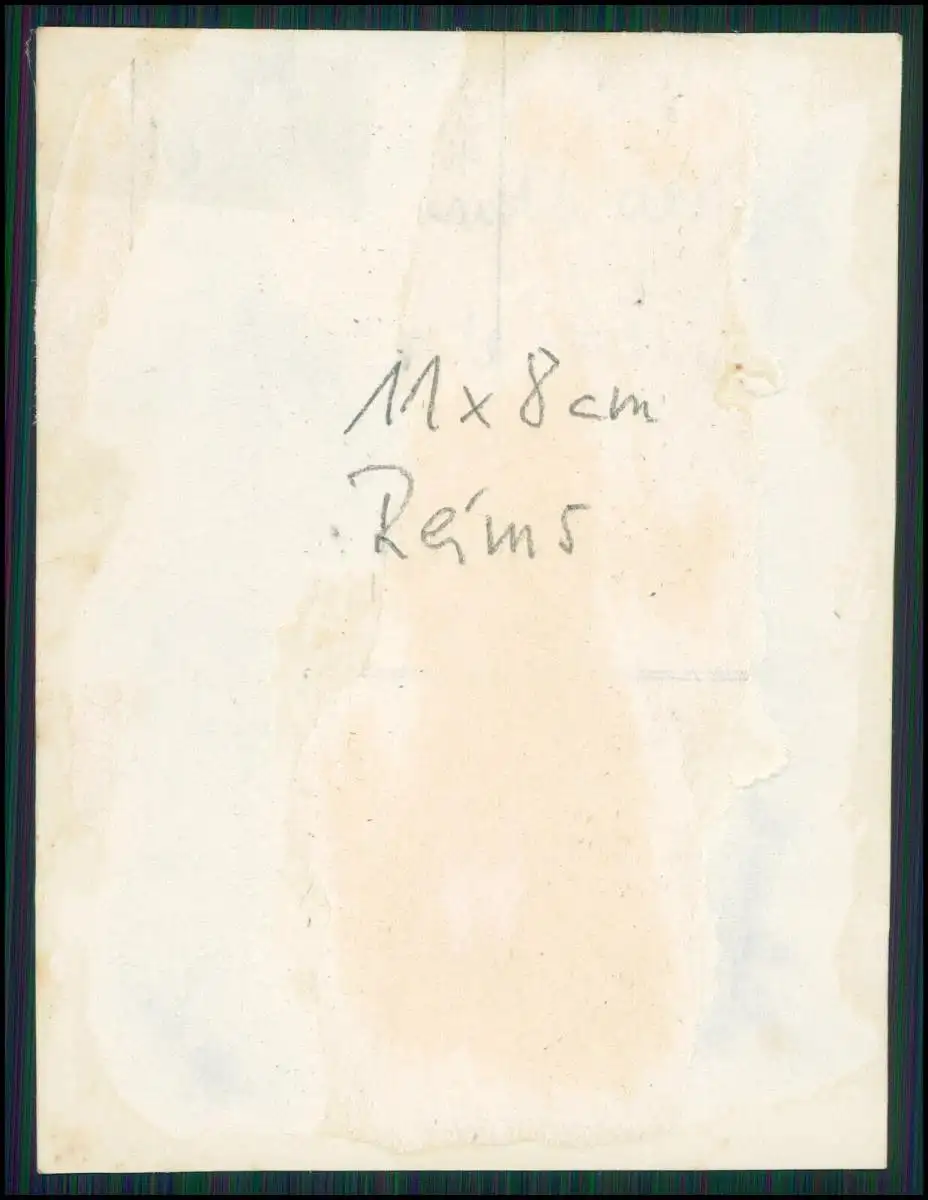 11 x 8 cm
Reims